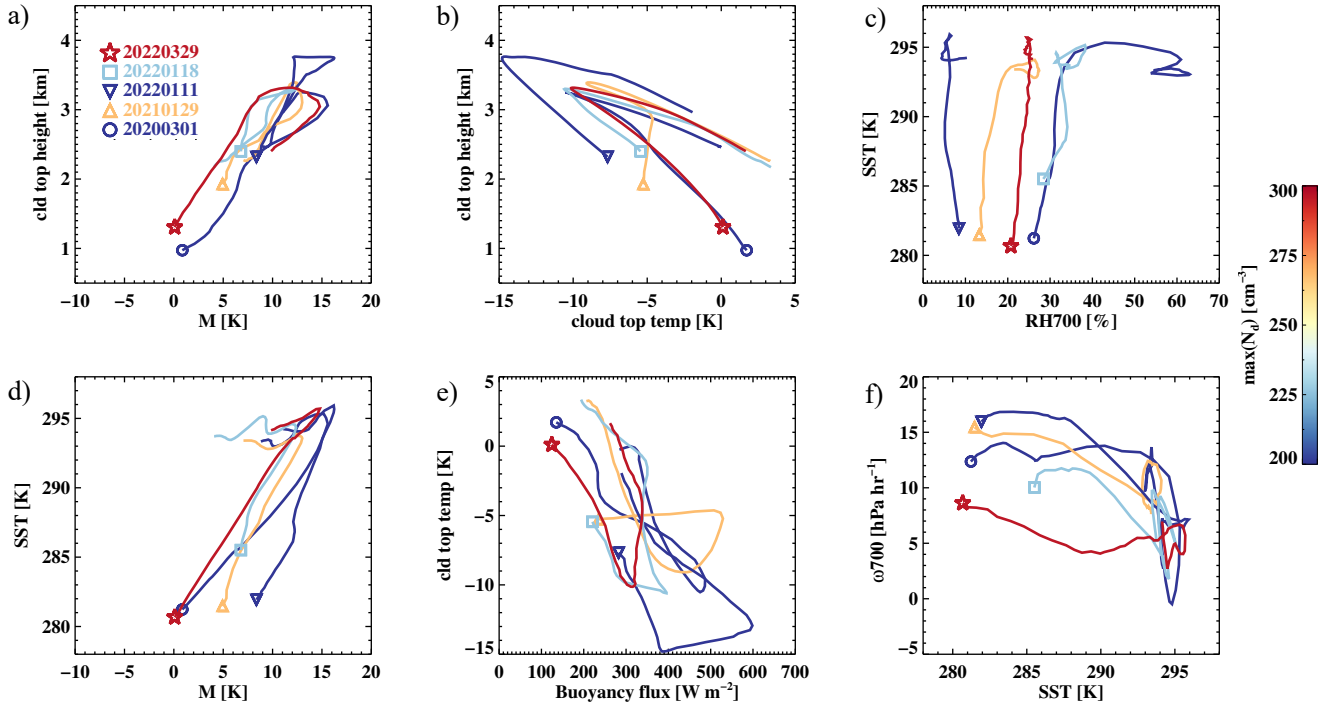 a)
4
3
2
1
cld top height [km]
20220329
20220118
20220111
20210129
20200301
−10 −5 0 5 10 15 20
M [K]
b)
4
3
2
1
cld top height [km]
−15 −10 −5 0 5
cloud top temp [K]
c)
295
290
285
280
SST [K]
0 10 20 30 40 50 60 70
RH700 [%]
d)
295
290
285
280
SST [K]
−10 −5 0 5 10 15 20
M [K]
e)
5
0
−5
−10
−15
cld top temp [K]
0 100 200 300 400 500 600 700
Buoyancy flux [W m−2]
f)
20
15
10
5
0
−5
ω700 [hPa hr−1]
280 285 290 295
SST [K]
300
275
250
225
200
max(Nd) [cm−3]